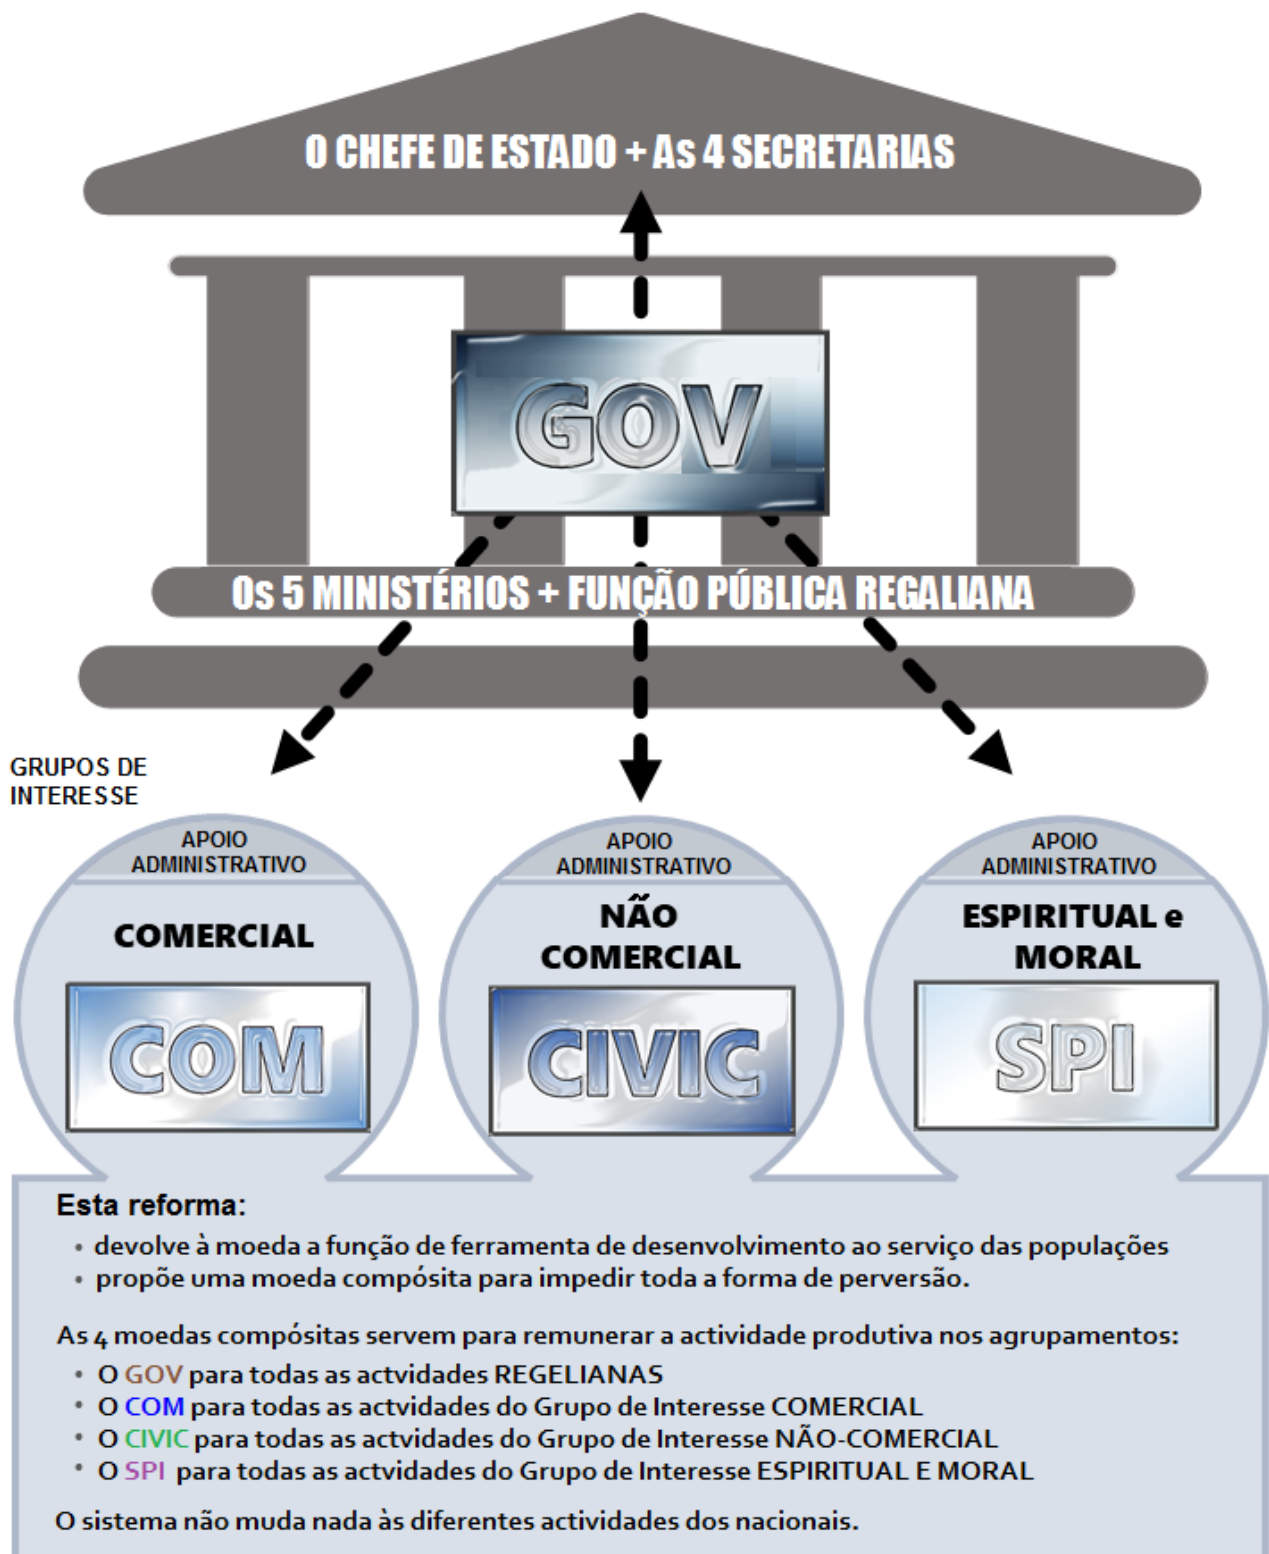 O CHEFE DE ESTADO + As 4 SECRETARIAS
GOV
Os 5 MINISTÉRIOS + FUNÇÃO PÚBLICA REGALIANA
GRUPOS DE
INTERESSE
APOIO
ADMINISTRATIVO
COMERCIAL
COM
APOIO
ADMINISTRATIVO
NÃO
COMERCIAL
CIVIC
APOIO
ADMINISTRATIVO
ESPIRITUAL e
MORAL
SPI
Esta reforma:
• devolve à moeda a função de ferramenta de desenvolvimento ao serviço das populações
• propõe uma moeda compósita para impedir toda a forma de perversão.
As 4 moedas compósitas servem para remunerar a actividade produtiva nos agrupamentos:
• O GOV para todas as actvidades REGELIANAS
• O COM para todas as actvidades do Grupo de Interesse COMERCIAL
• O CIVIC para todas as actvidades do Grupo de Interesse NÃO-COMERCIAL
• O SPI para todas as actvidades do Grupo de Interesse ESPIRITUAL E MORAL
O sistema não muda nada às diferentes actividades dos nacionais.